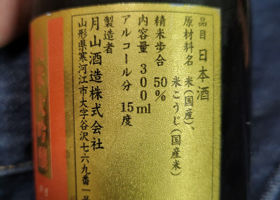 品目 日本酒
原材料名 米(国産)、
米こうじ(国産米)
精米歩合 50%
内容量 300ml
アルコール分 15度
製造者
月山酒造株式会社
山形県寒河江市大字谷沢七六九番一